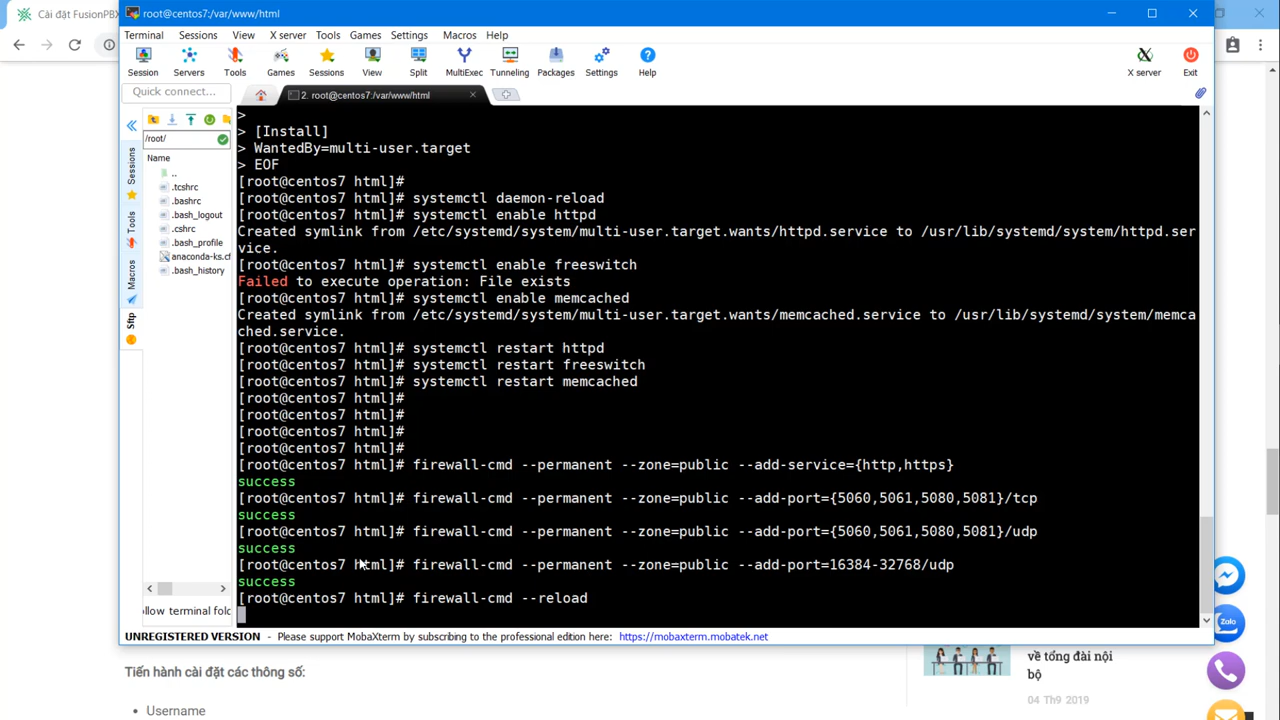 Cài đặt FusionPBX
root@centos7:/var/www/html
Terminal Sessions View X server Tools Games Settings Macros Help
Session Servers Tools Games Sessions View Split MultiExec Tunneling Packages Settings Help X server Exit
Quick connect...
2. root@centos7:/var/www/html
/root/
Name
..
.tcshrc
.bashrc
.bash_logout
.cshrc
.bash_profile
anaconda-ks.cf
.bash_history
Sessions
Tools
Macros
Sftp
>
> [Install]
> WantedBy=multi-user.target
> EOF
[root@centos7 html]#
[root@centos7 html]# systemctl daemon-reload
[root@centos7 html]# systemctl enable httpd
Created symlink from /etc/systemd/system/multi-user.target.wants/httpd.service to /usr/lib/systemd/system/httpd.ser
vice.
[root@centos7 html]# systemctl enable freeswitch
Failed to execute operation: File exists
[root@centos7 html]# systemctl enable memcached
Created symlink from /etc/systemd/system/multi-user.target.wants/memcached.service to /usr/lib/systemd/system/memca
ched.service.
[root@centos7 html]# systemctl restart httpd
[root@centos7 html]# systemctl restart freeswitch
[root@centos7 html]# systemctl restart memcached
[root@centos7 html]#
[root@centos7 html]#
[root@centos7 html]#
[root@centos7 html]#
[root@centos7 html]# firewall-cmd --permanent --zone=public --add-service={http,https}
success
[root@centos7 html]# firewall-cmd --permanent --zone=public --add-port={5060,5061,5080,5081}/tcp
success
[root@centos7 html]# firewall-cmd --permanent --zone=public --add-port={5060,5061,5080,5081}/udp
success
[root@centos7 html]# firewall-cmd --permanent --zone=public --add-port=16384-32768/udp
success
[root@centos7 html]# firewall-cmd --reload
ollow terminal fold
UNREGISTERED VERSION - Please support MobaXterm by subscribing to the professional edition here: https://mobaxterm.mobatek.net
Tiến hành cài đặt các thông số:
• Username
về tổng đài nội
bộ
04 Th9 2019
Zalo